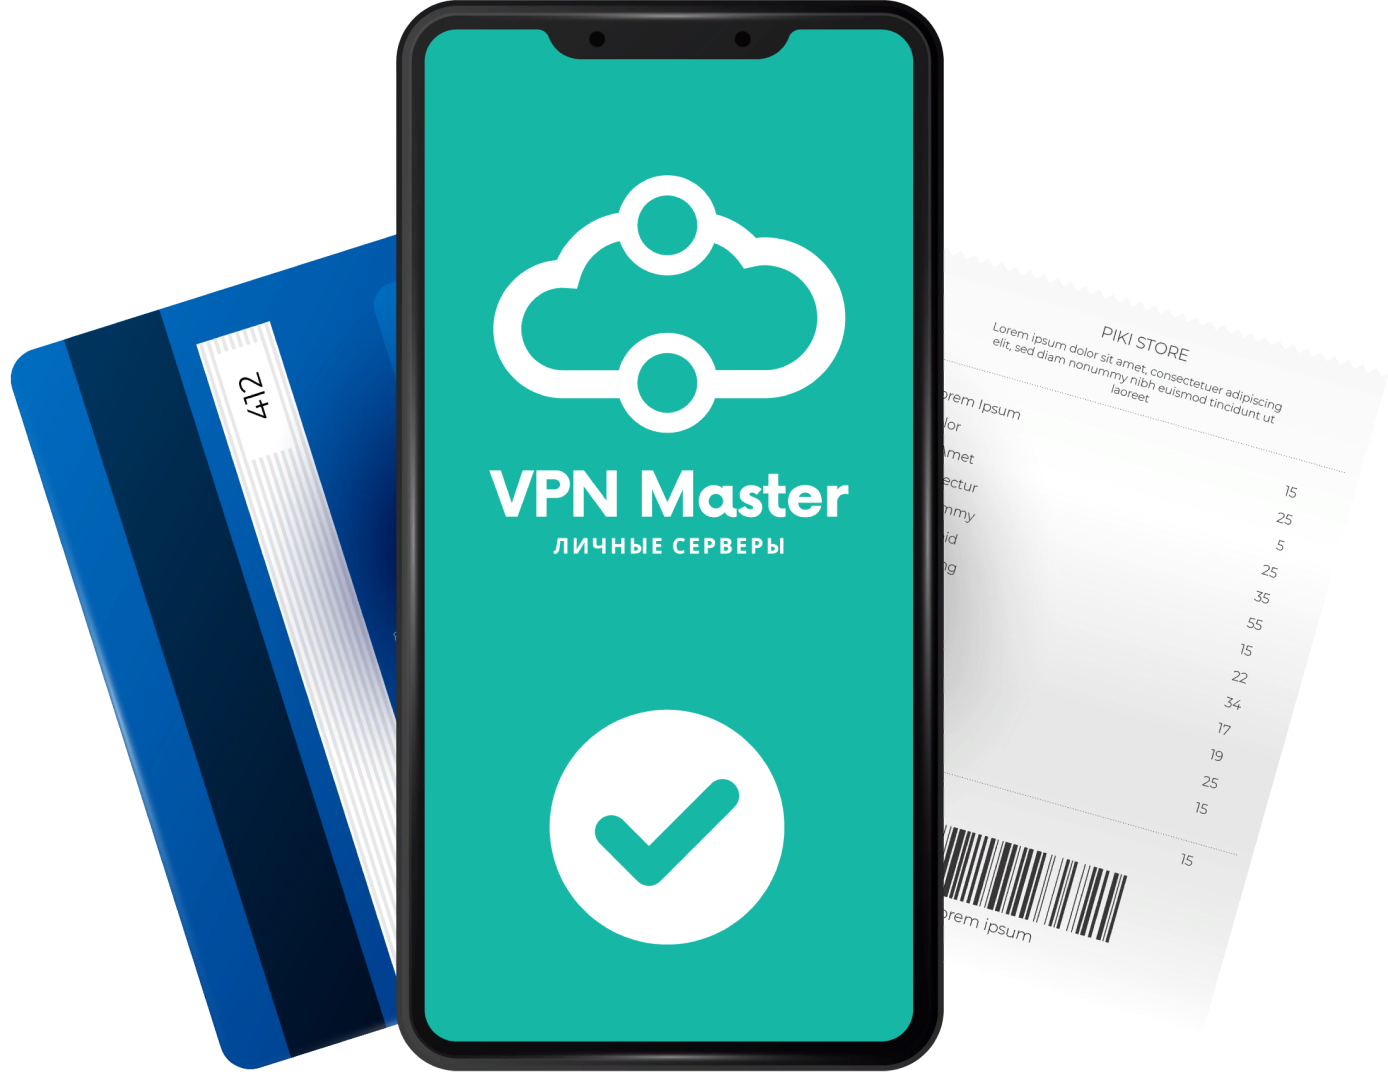 412
VPN Master
ЛИЧНЫЕ СЕРВЕРЫ
PIKI STORE
Lorem ipsum dolor sit amet, consectetuer adipiscing
elit, sed diam nonummy nibh euismod tincidunt ut
laoreet
orem Ipsum
lor
Amet
ectur
mmy
id
ng
15
25
5
25
35
55
15
22
34
17
19
25
15
15
orem ipsum